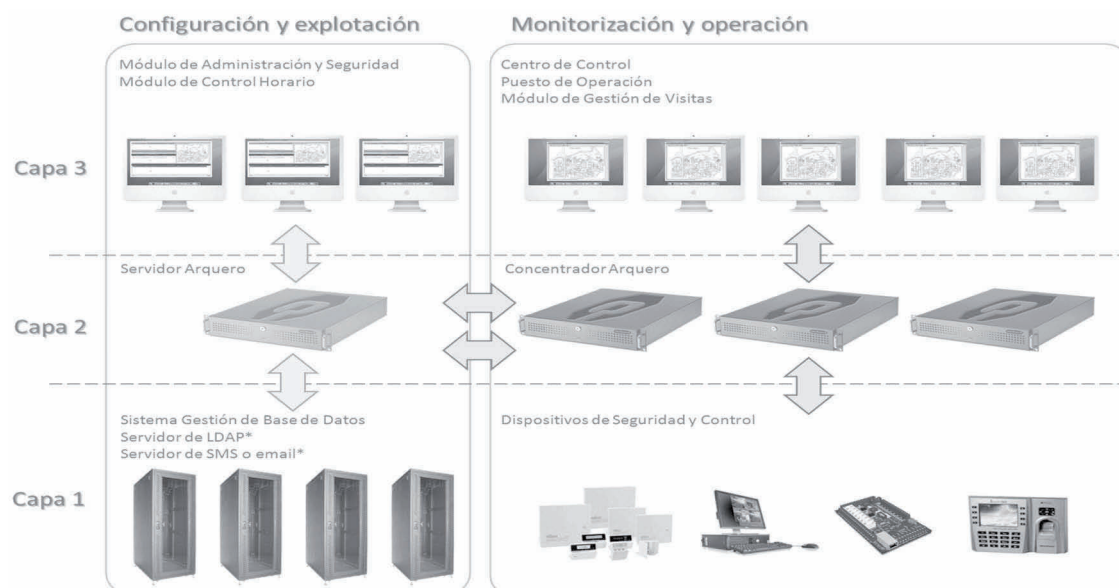 Configuración y explotación
Monitorización y operación
Módulo de Administración y Seguridad
Módulo de Control Horario
Centro de Control
Puesto de Operación
Módulo de Gestión de Visitas
Capa 3
Servidor Arquero
Concentrador Arquero
Capa 2
Sistema Gestión de Base de Datos
Servidor de LDAP*
Servidor de SMS o email*
Dispositivos de Seguridad y Control
Capa 1